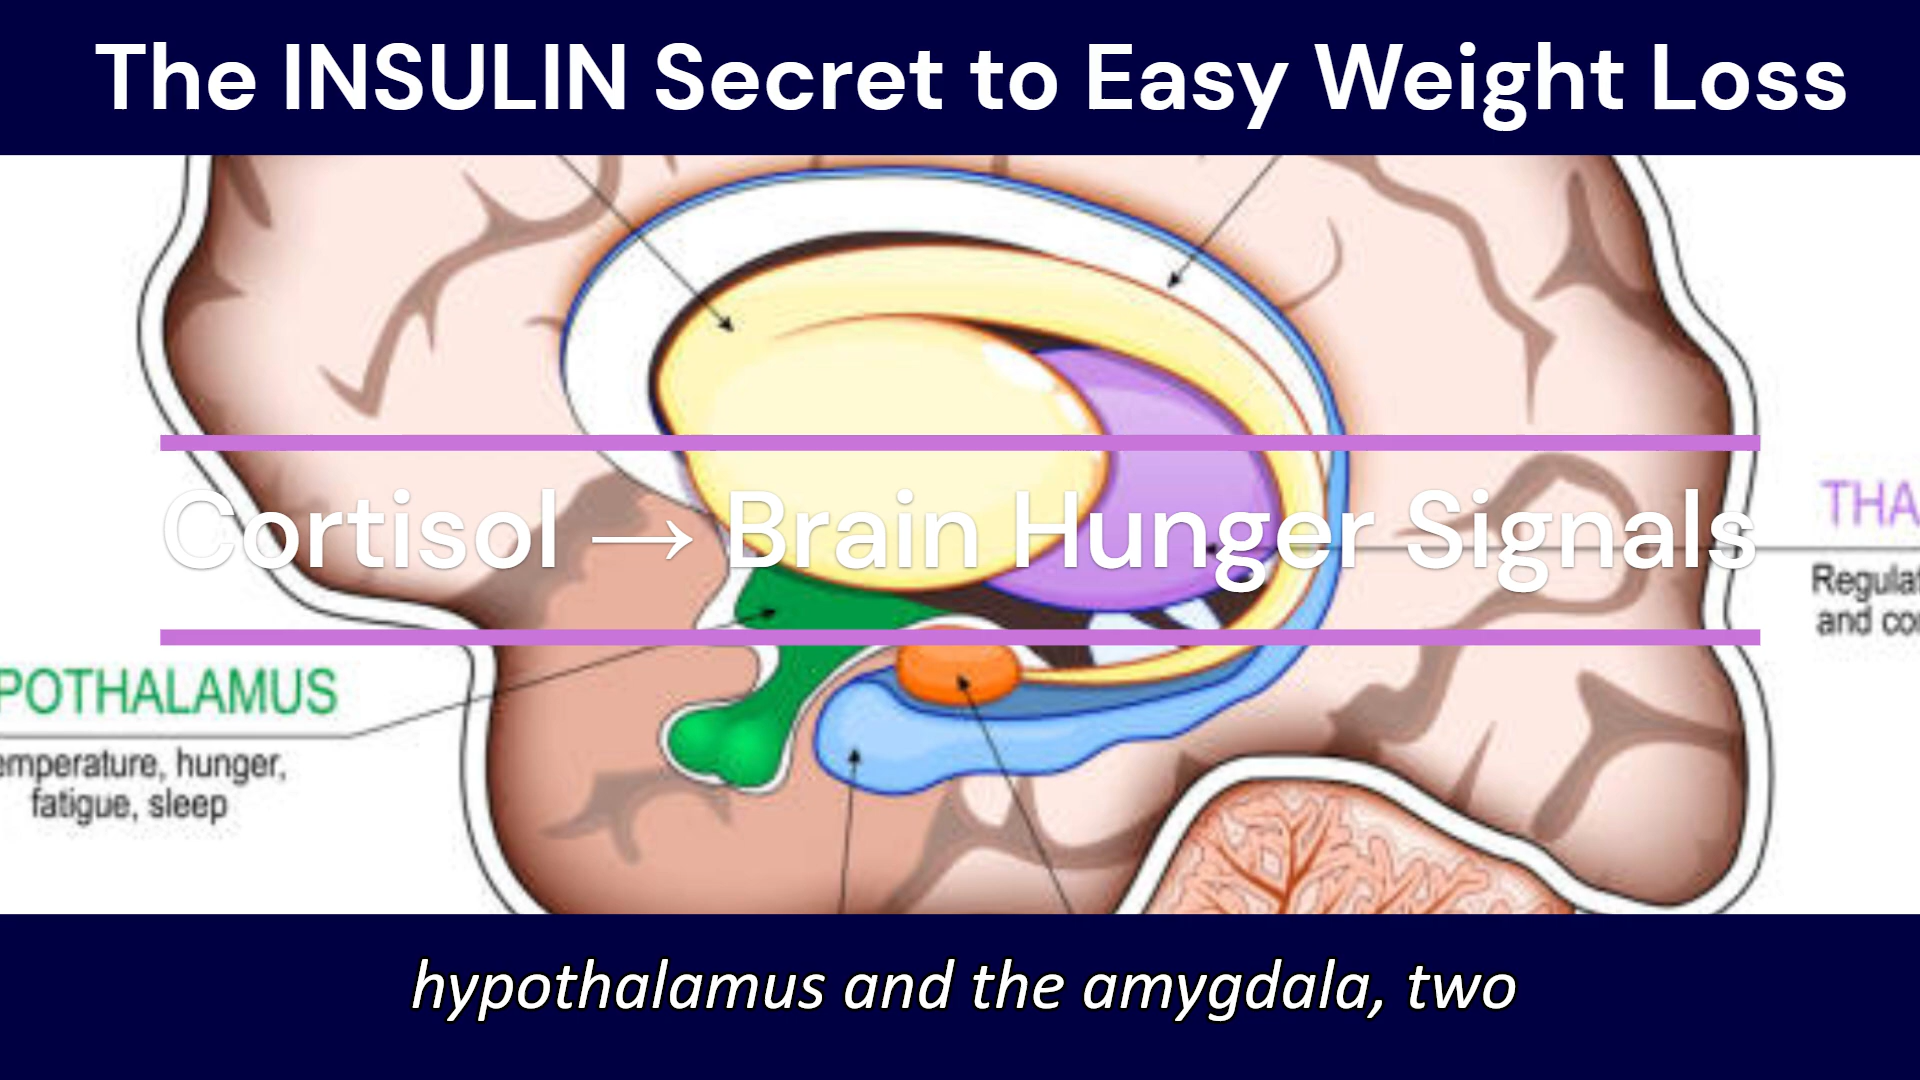 The INSULIN Secret to Easy Weight Loss
Cortisol → Brain Hunger Signals
THA
Regulat
and co
POTHALAMUS
emperature, hunger,
fatigue, sleep
hypothalamus and the amygdala, two